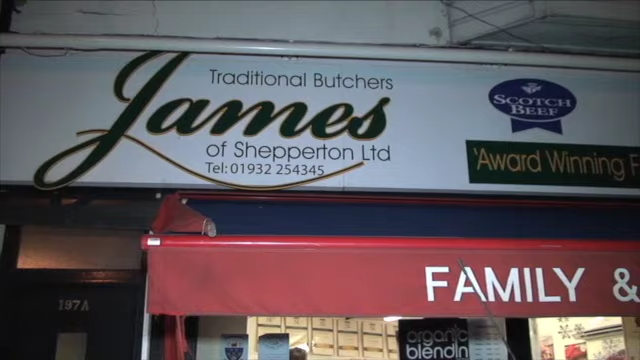 Traditional Butchers
James
of Shepperton Ltd
Tel: 01932 254345
SCOTCH
BEEF
'Award Winning
FAMILY &
197A
organic
blendin